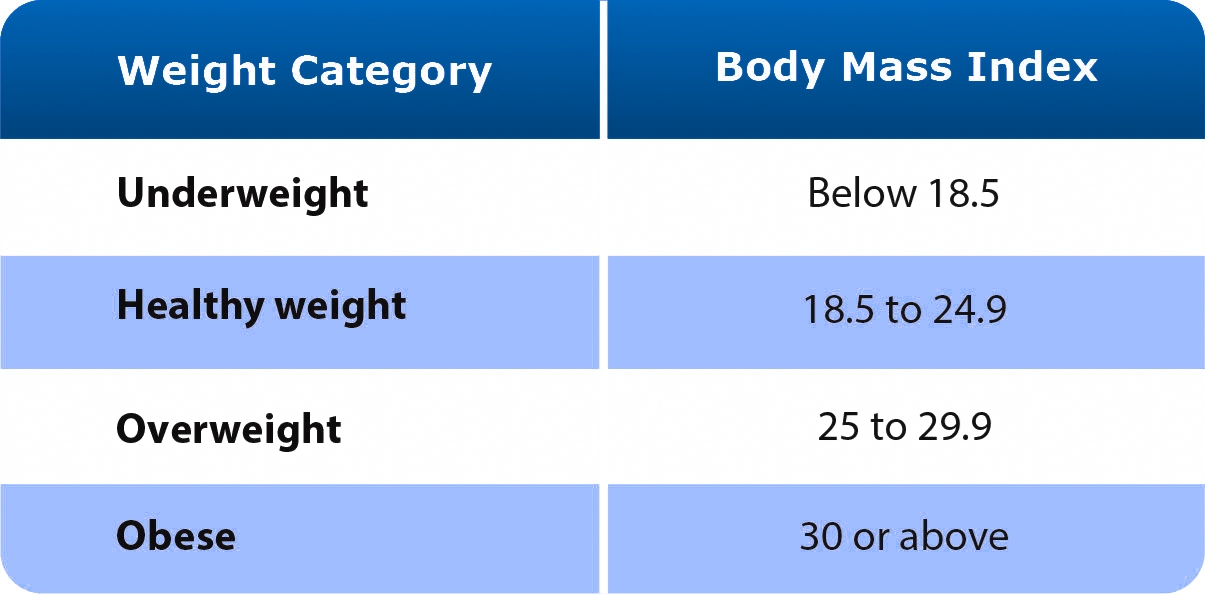 Weight Category Body Mass Index
Underweight Below 18.5
Healthy weight 18.5 to 24.9
Overweight 25 to 29.9
Obese 30 or above